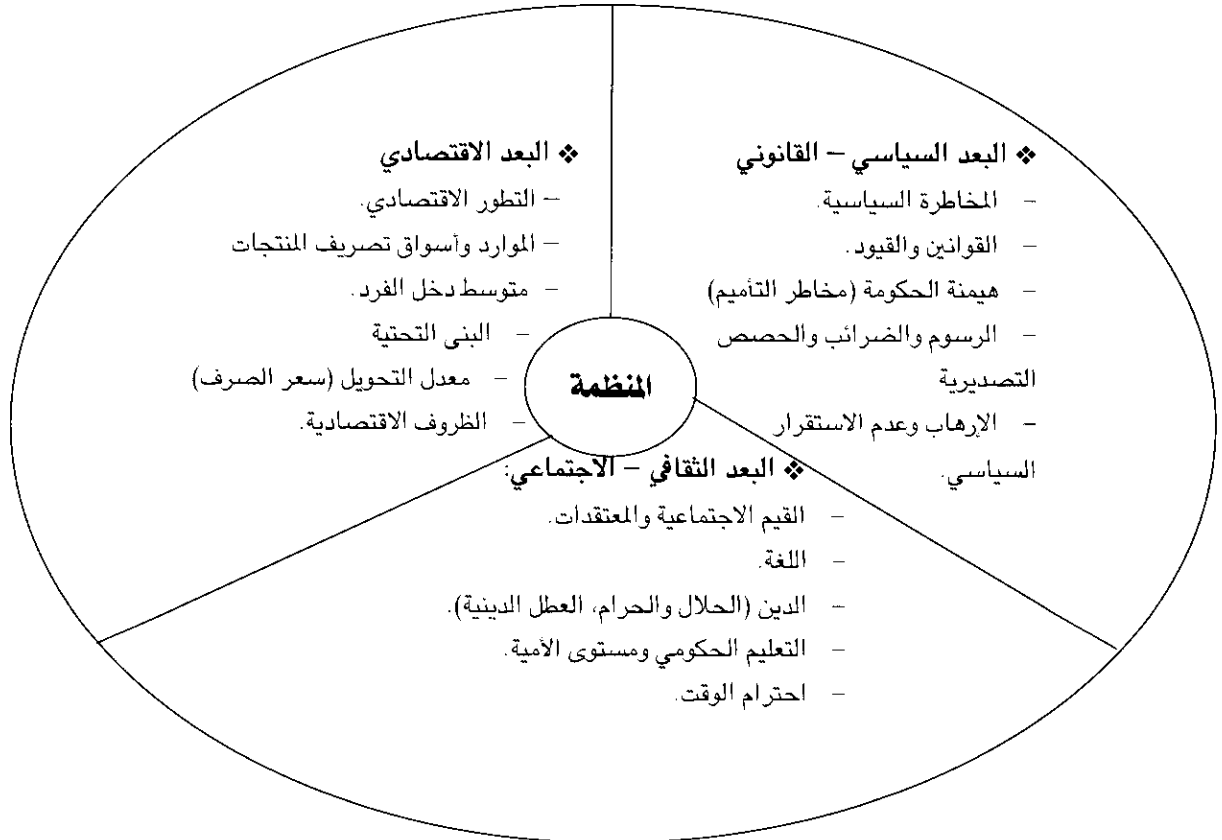 ❖ البعد السياسي – القانوني
– المخاطرة السياسية.
– القوانين والقيود.
– هيمنة الحكومة (مخاطر التأميم)
– الرسوم والضرائب والحصص
التصديرية
– الإرهاب وعدم الاستقرار
السياسي.
❖ البعد الاقتصادي
– التطور الاقتصادي.
– الموارد وأسواق تصريف المنتجات
– متوسط دخل الفرد.
– البنى التحتية
– معدل التحويل (سعر الصرف)
– الظروف الاقتصادية.
المنظمة
❖ البعد الثقافي – الاجتماعي:
– القيم الاجتماعية والمعتقدات.
– اللغة.
– الدين (الحلال والحرام، العطل الدينية).
– التعليم الحكومي ومستوى الأمية.
– احترام الوقت.